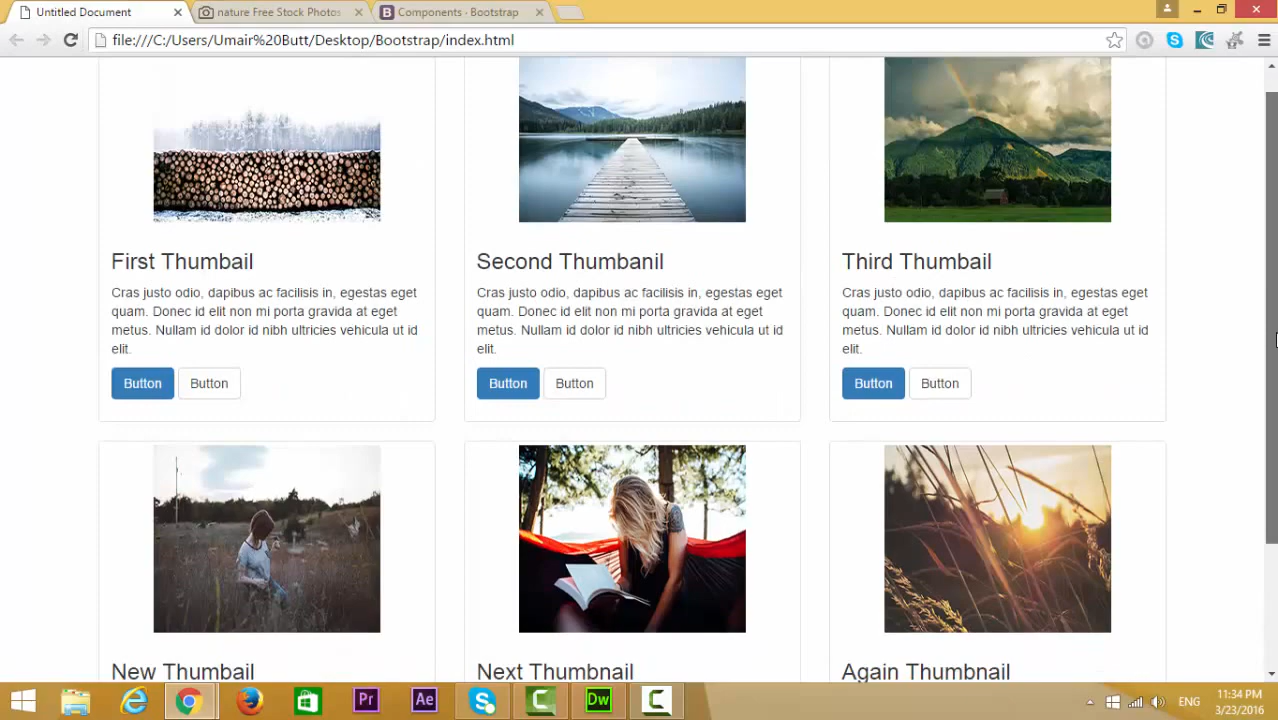 Untitled Document
nature Free Stock Photos
Components · Bootstrap
file:///C:/Users/Umair%20Butt/Desktop/Bootstrap/index.html
First Thumbail
Second Thumbanil
Third Thumbail
Cras justo odio, dapibus ac facilisis in, egestas eget
quam. Donec id elit non mi porta gravida at eget
metus. Nullam id dolor id nibh ultricies vehicula ut id
elit.
Cras justo odio, dapibus ac facilisis in, egestas eget
quam. Donec id elit non mi porta gravida at eget
metus. Nullam id dolor id nibh ultricies vehicula ut id
elit.
Cras justo odio, dapibus ac facilisis in, egestas eget
quam. Donec id elit non mi porta gravida at eget
metus. Nullam id dolor id nibh ultricies vehicula ut id
elit.
Button Button
Button Button
Button Button
New Thumbail
Next Thumbnail
Again Thumbnail
Pr
Ae
Dw
ENG
11:34 PM
3/23/2016